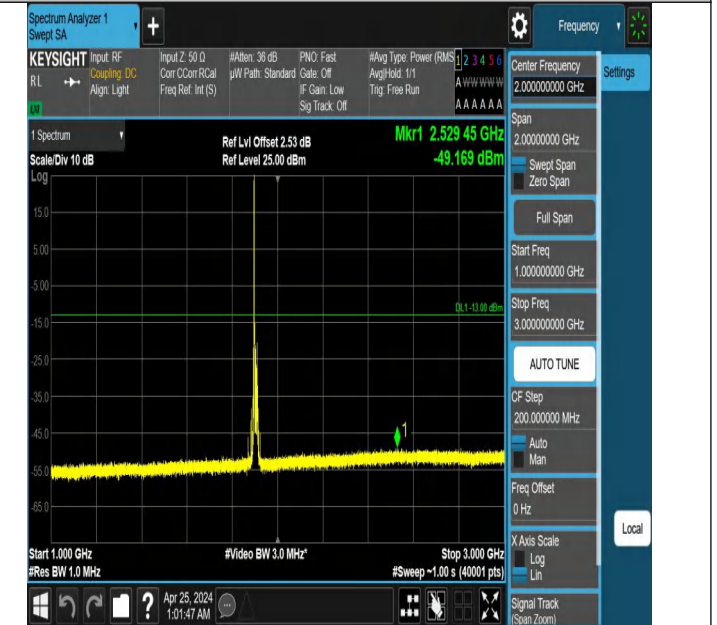 Spectrum Analyzer 1
Swept SA
+
Frequency
KEYSIGHT
RL
Input: RF
Coupling: DC
Align: Light
Input Z: 50 Ω
Corr CCorr RCal
Freq Ref: Int (S)
#Atten: 36 dB
µW Path: Standard
PNO: Fast
Gate: Off
IF Gain: Low
Sig Track: Off
#Avg Type: Power (RMS
Avg|Hold: 1/1
Trig: Free Run
1 2 3 4 5 6
A W W W W W
A A A A A A
1 Spectrum
Scale/Div 10 dB
Ref Lvl Offset 2.53 dB
Ref Level 25.00 dBm
Mkr1 2.529 45 GHz
-49.169 dBm
Log
15.0
5.00
-5.00
DL1 -13.00 dBm
-15.0
-25.0
-35.0
-45.0
1
-55.0
-65.0
Start 1.000 GHz
#Video BW 3.0 MHz*
Stop 3.000 GHz
#Res BW 1.0 MHz
#Sweep ~1.00 s (40001 pts)
Center Frequency
2.000000000 GHz
Settings
Span
2.00000000 GHz
Swept Span
Zero Span
Full Span
Start Freq
1.000000000 GHz
Stop Freq
3.000000000 GHz
AUTO TUNE
CF Step
200.000000 MHz
Auto
Man
Freq Offset
0 Hz
X Axis Scale
Log
Lin
Local
Signal Track
(Span Zoom)
?
Apr 25, 2024
1:01:47 AM